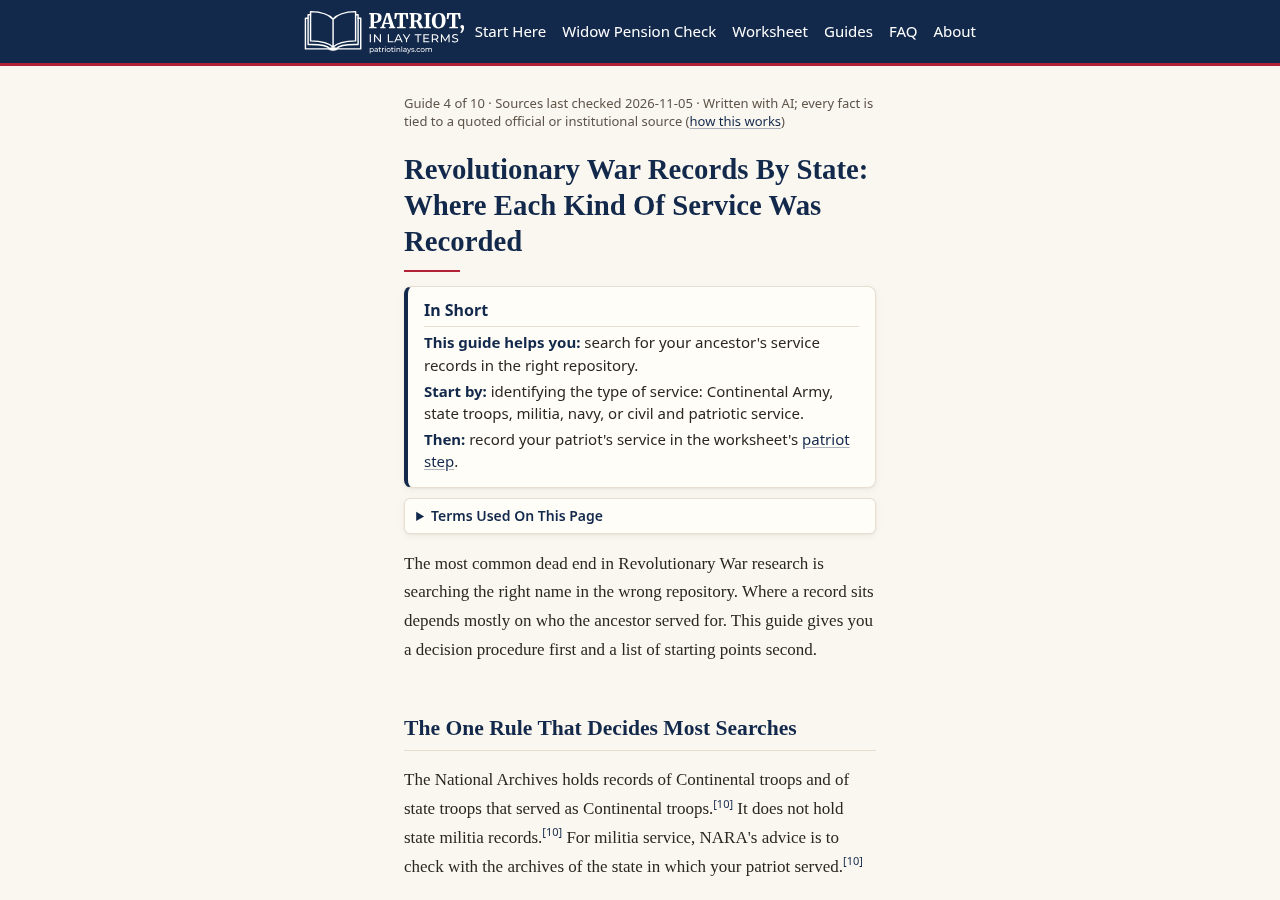 PATRIOT,
IN LAY TERMS
patriotinlays.com
Start Here Widow Pension Check Worksheet Guides FAQ About
Guide 4 of 10 · Sources last checked 2026-11-05 · Written with AI; every fact is
tied to a quoted official or institutional source (how this works)
Revolutionary War Records By State:
Where Each Kind Of Service Was
Recorded
In Short
This guide helps you: search for your ancestor's service
records in the right repository.
Start by: identifying the type of service: Continental Army,
state troops, militia, navy, or civil and patriotic service.
Then: record your patriot's service in the worksheet's patriot
step.
▶ Terms Used On This Page
The most common dead end in Revolutionary War research is
searching the right name in the wrong repository. Where a record sits
depends mostly on who the ancestor served for. This guide gives you
a decision procedure first and a list of starting points second.
The One Rule That Decides Most Searches
The National Archives holds records of Continental troops and of
state troops that served as Continental troops.[10] It does not hold
state militia records.[10] For militia service, NARA's advice is to
check with the archives of the state in which your patriot served.[10]